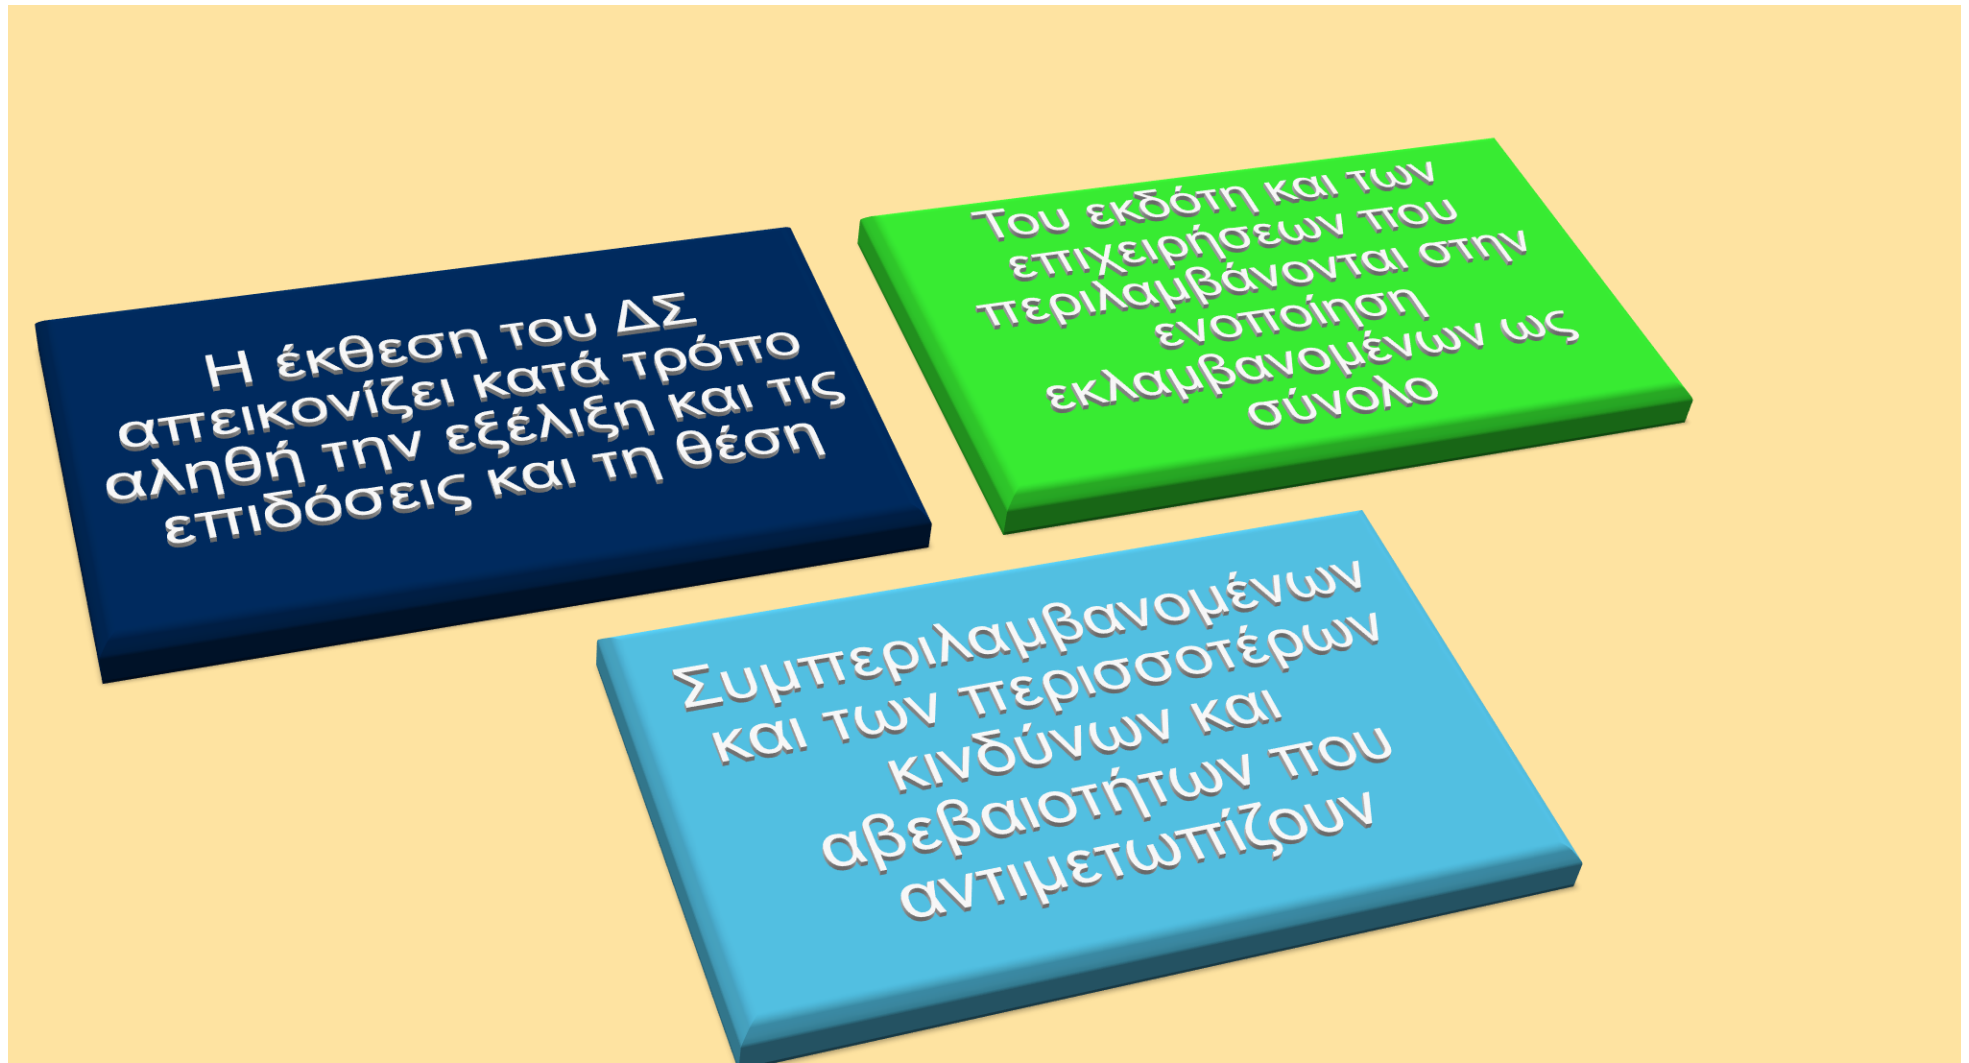 Η έκθεση του ΔΣ
απεικονίζει κατά τρόπο
αληθή την εξέλιξη και τις
επιδόσεις και τη θέση
Του εκδότη και των
επιχειρήσεων που
περιλαμβάνονται στην
ενοποίηση
εκλαμβανομένων ως
σύνολο
Συμπεριλαμβανομένων
και των περισσοτέρων
κινδύνων και
αβεβαιοτήτων που
αντιμετωπίζουν